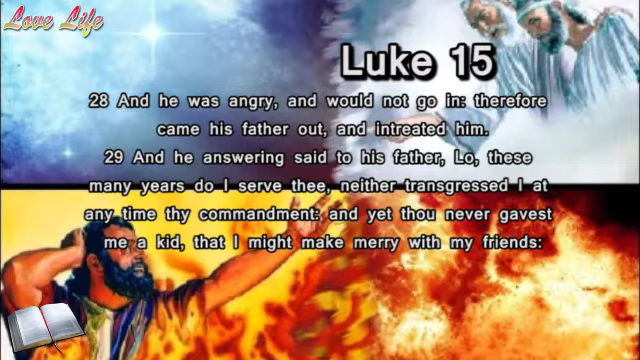 Love Life
Luke 15
28 And he was angry, and would not go in: therefore
came his father out, and intreated him.
29 And he answering said to his father, Lo, these
many years do I serve thee, neither transgressed I at
any time thy commandment: and yet thou never gavest
me a kid, that I might make merry with my friends: